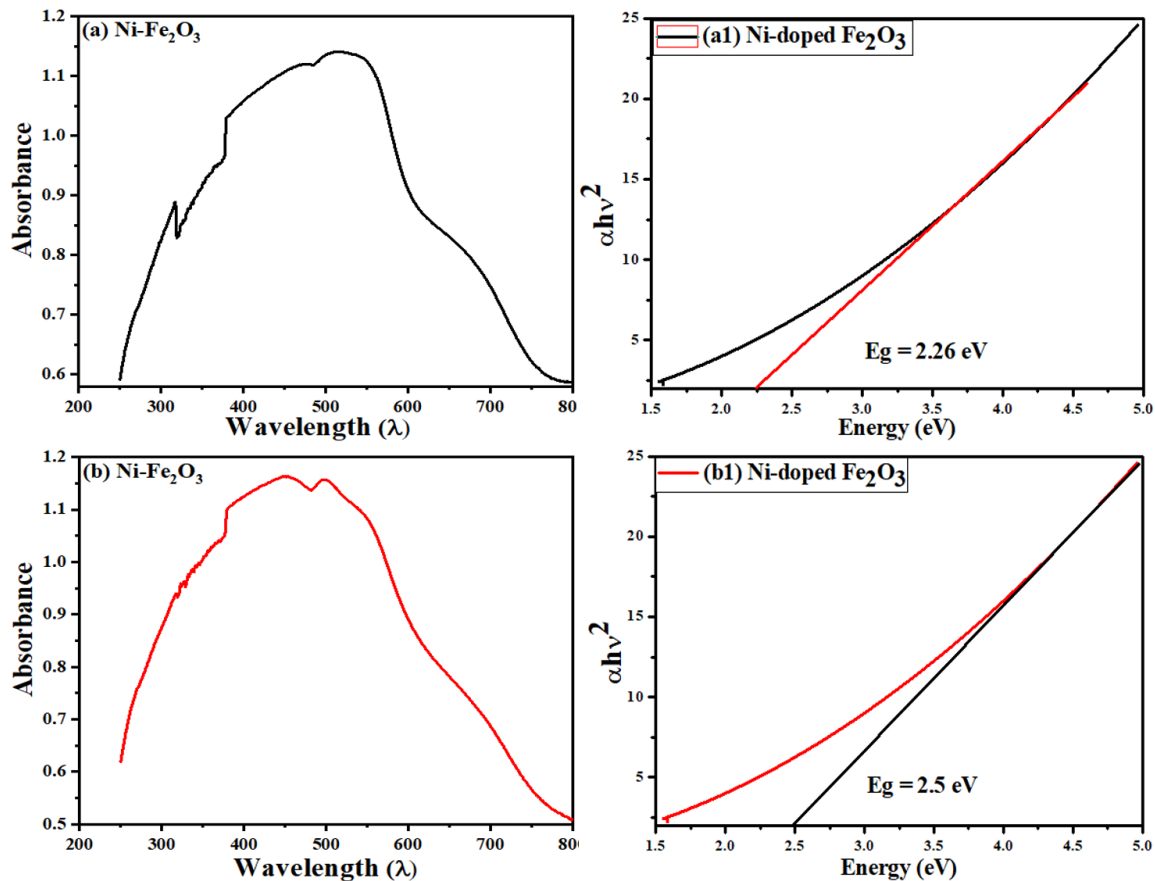 (a) Ni-Fe₂O₃
Absorbance
1.2
1.1
1.0
0.9
0.8
0.7
0.6
200 300 400 500 600 700 800
Wavelength (λ)
(a1) Ni-doped Fe₂O₃
αhν²
25
20
15
10
5
Eg = 2.26 eV
1.5 2.0 2.5 3.0 3.5 4.0 4.5 5.0
Energy (eV)
(b) Ni-Fe₂O₃
Absorbance
1.2
1.1
1.0
0.9
0.8
0.7
0.6
0.5
200 300 400 500 600 700 800
Wavelength (λ)
(b1) Ni-doped Fe₂O₃
αhν²
25
20
15
10
5
Eg = 2.5 eV
1.5 2.0 2.5 3.0 3.5 4.0 4.5 5.0
Energy (eV)